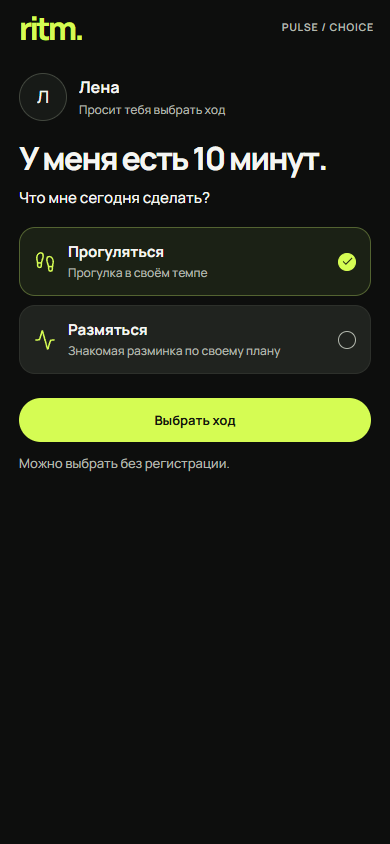 ritm.
PULSE / CHOICE
Л
Лена
Просит тебя выбрать ход
У меня есть 10 минут.
Что мне сегодня сделать?
Прогуляться
Прогулка в своём темпе
Размяться
Знакомая разминка по своему плану
Выбрать ход
Можно выбрать без регистрации.